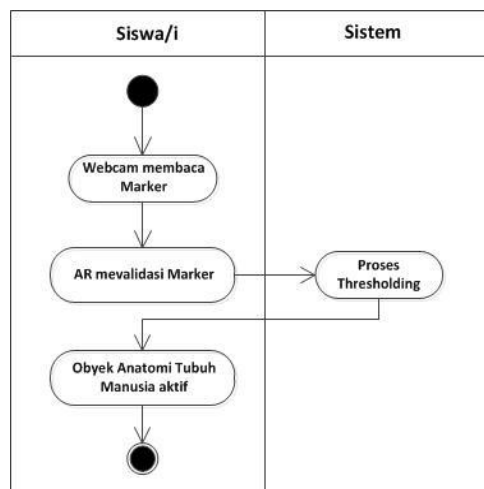 Siswa/i
Sistem
Webcam membaca
Marker
AR mevalidasi Marker
Proses
Thresholding
Obyek Anatomi Tubuh
Manusia aktif